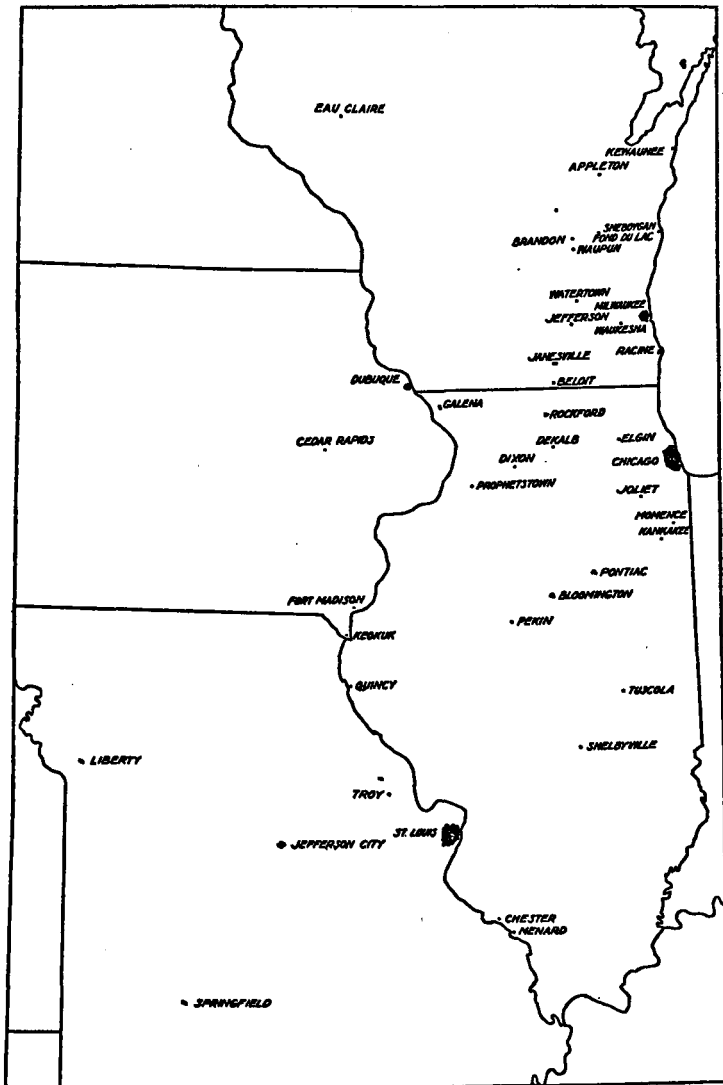 EAU CLAIRE
KEWAUNEE
APPLETON
SHEBOYGAN
BRANDON
FOND DU LAC
WAUPUN
WATERTOWN
MILWAUKEE
JEFFERSON
WAUKESHA
RACINE
JANESVILLE
DUBUQUE
BELOIT
GALENA
ROCKFORD
CEDAR RAPIDS
DEKALB
ELGIN
DIXON
CHICAGO
PROPHETSTOWN
JOLIET
MOMENCE
KANKAKEE
PONTIAC
FORT MADISON
BLOOMINGTON
PEKIN
KEOKUK
QUINCY
TUSCOLA
SHELBYVILLE
LIBERTY
TROY
ST. LOUIS
JEFFERSON CITY
CHESTER
MENARD
SPRINGFIELD